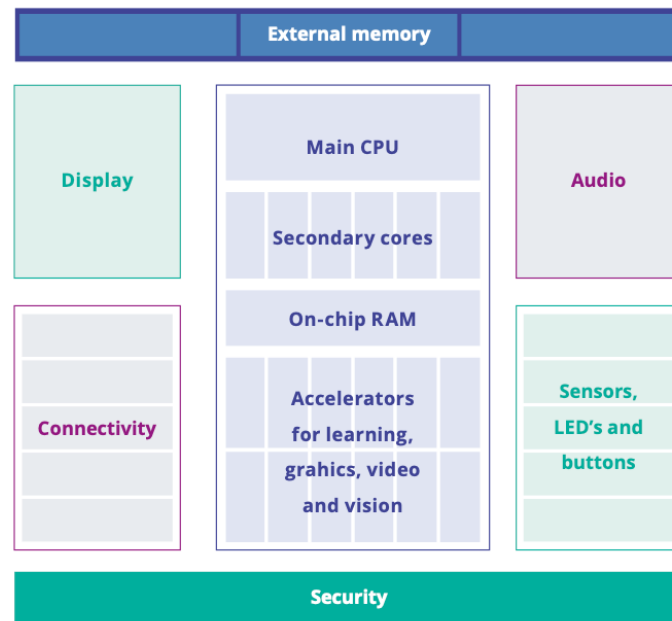 External memory
Display
Main CPU
Audio
Secondary cores
On-chip RAM
Connectivity
Accelerators
for learning,
grahics, video
and vision
Sensors,
LED's and
buttons
Security